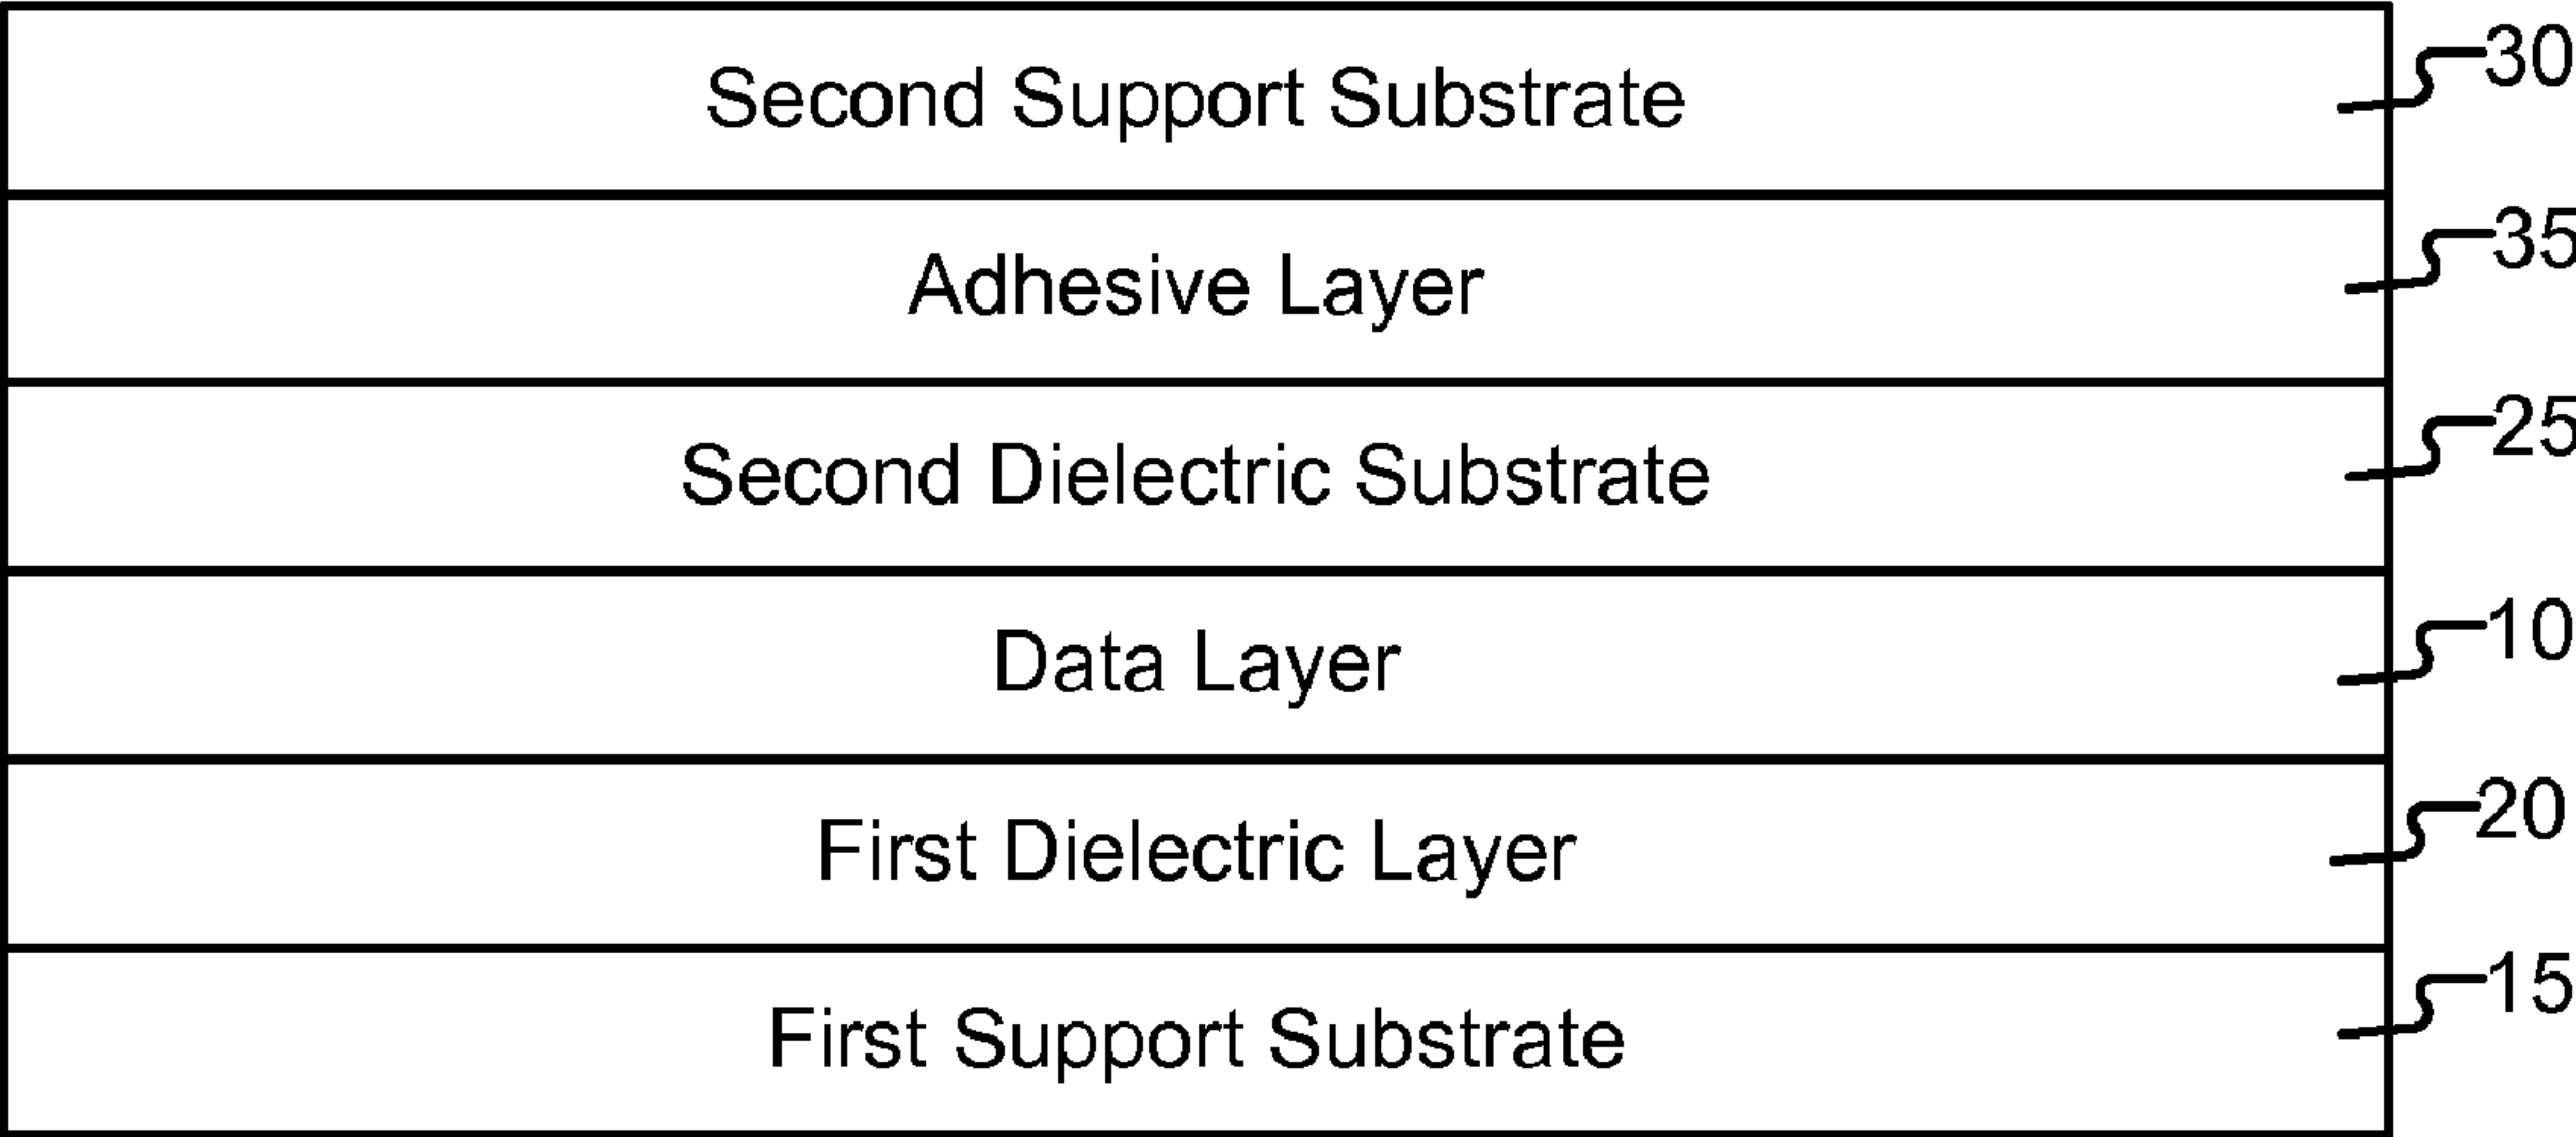 Second Support Substrate 30
Adhesive Layer 35
Second Dielectric Substrate 25
Data Layer 10
First Dielectric Layer 20
First Support Substrate 15